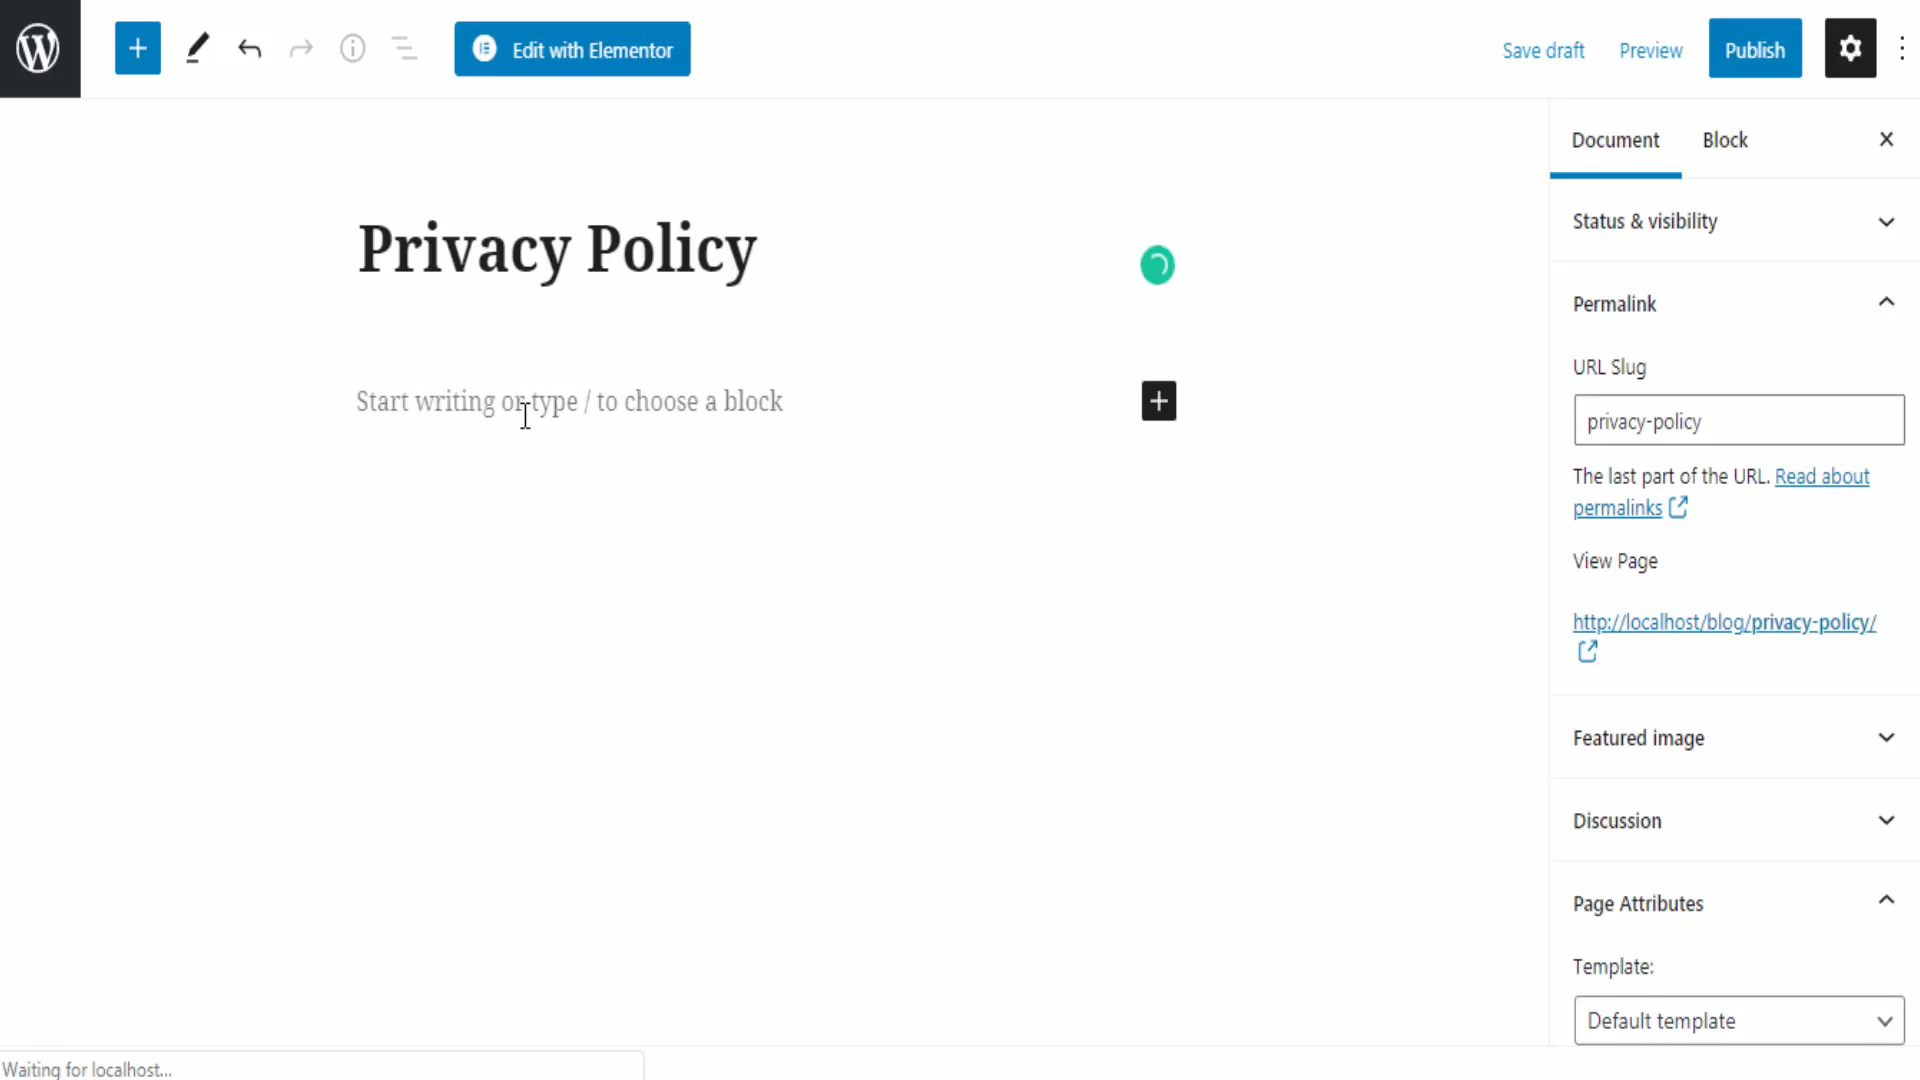 Edit with Elementor
Save draft
Preview
Publish
Document
Block
Status & visibility
Privacy Policy
Permalink
URL Slug
Start writing or type / to choose a block
privacy-policy
The last part of the URL. Read about
permalinks
View Page
http://localhost/blog/privacy-policy/
Featured image
Discussion
Page Attributes
Template:
Default template
Waiting for localhost...